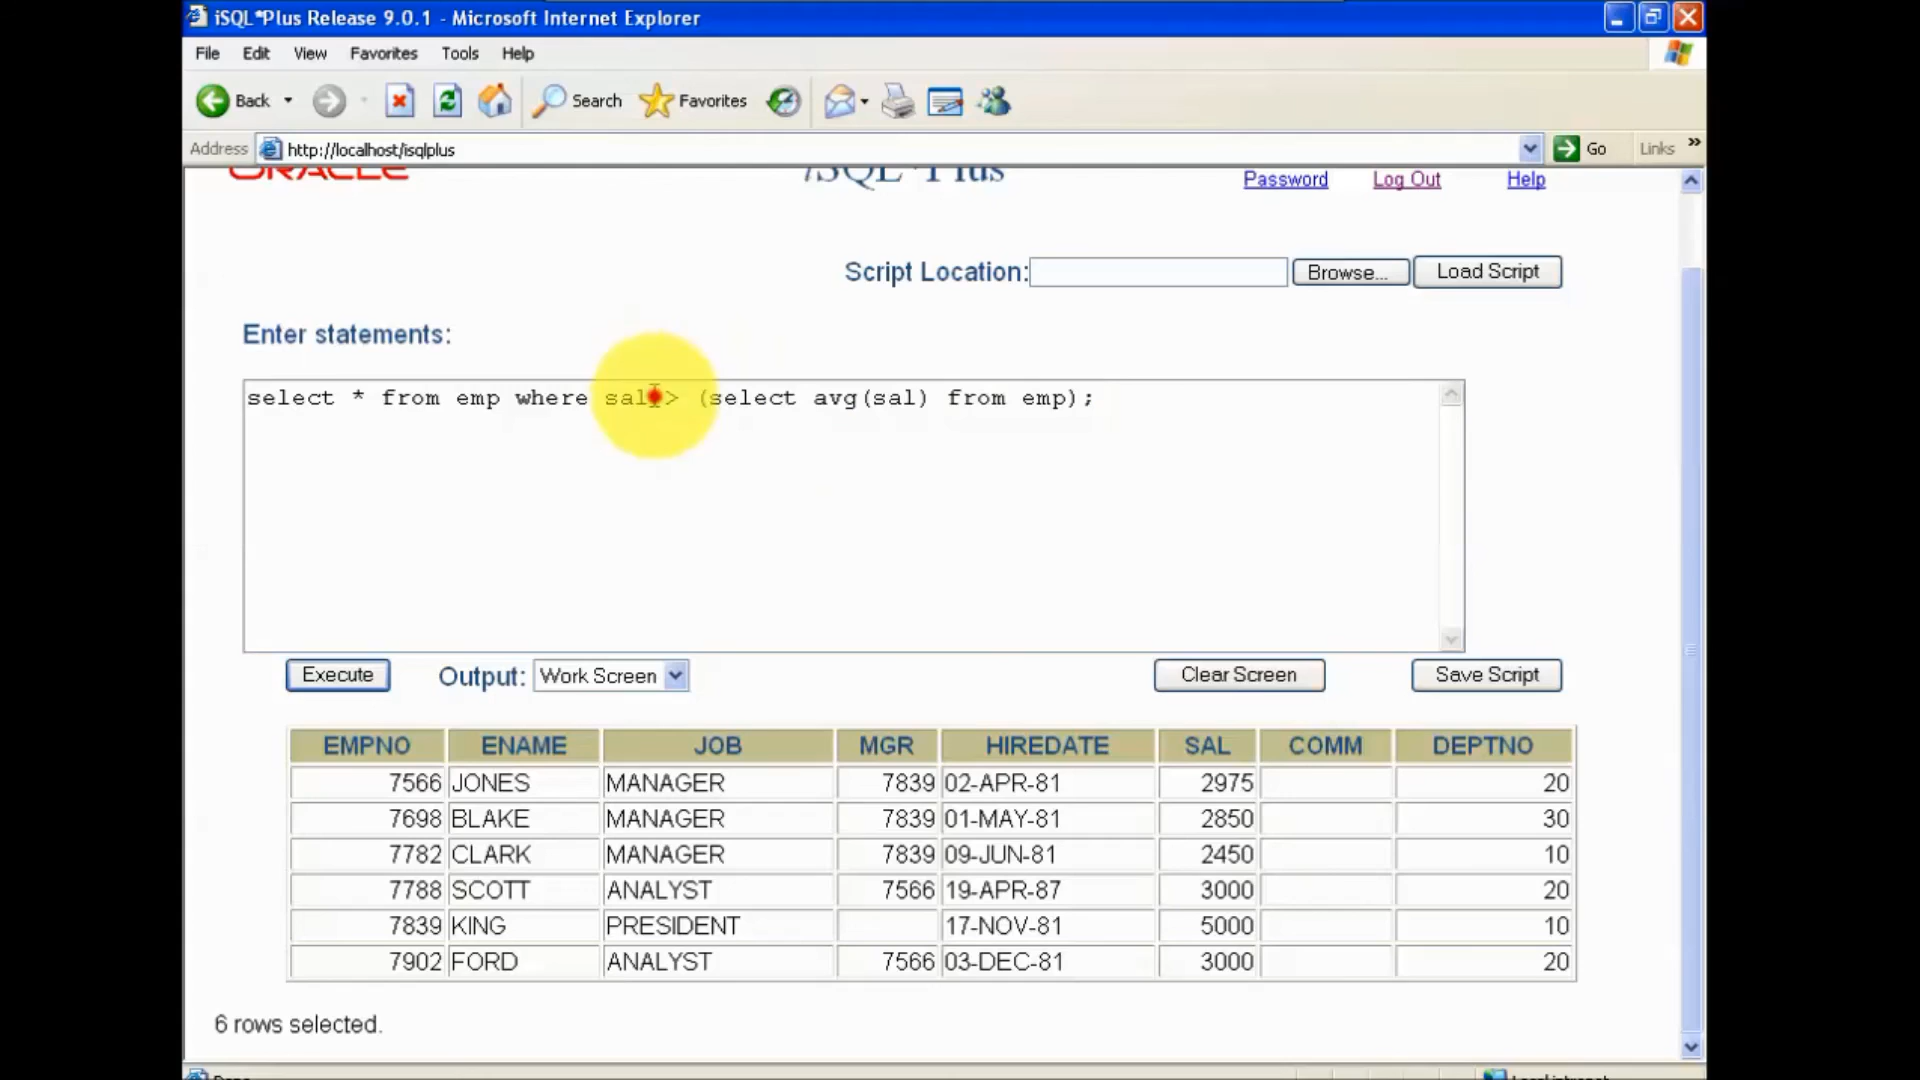 iSQL*Plus Release 9.0.1 - Microsoft Internet Explorer
File Edit View Favorites Tools Help
Back Search Favorites
Address http://localhost/isqlplus Go Links »
ORACLE iSQL*Plus Password Log Out Help
Script Location: Browse... Load Script
Enter statements:
select * from emp where sal > (select avg(sal) from emp);
Execute Output: Work Screen Clear Screen Save Script
EMPNO ENAME JOB MGR HIREDATE SAL COMM DEPTNO
7566 JONES MANAGER 7839 02-APR-81 2975 20
7698 BLAKE MANAGER 7839 01-MAY-81 2850 30
7782 CLARK MANAGER 7839 09-JUN-81 2450 10
7788 SCOTT ANALYST 7566 19-APR-87 3000 20
7839 KING PRESIDENT 17-NOV-81 5000 10
7902 FORD ANALYST 7566 03-DEC-81 3000 20
6 rows selected.